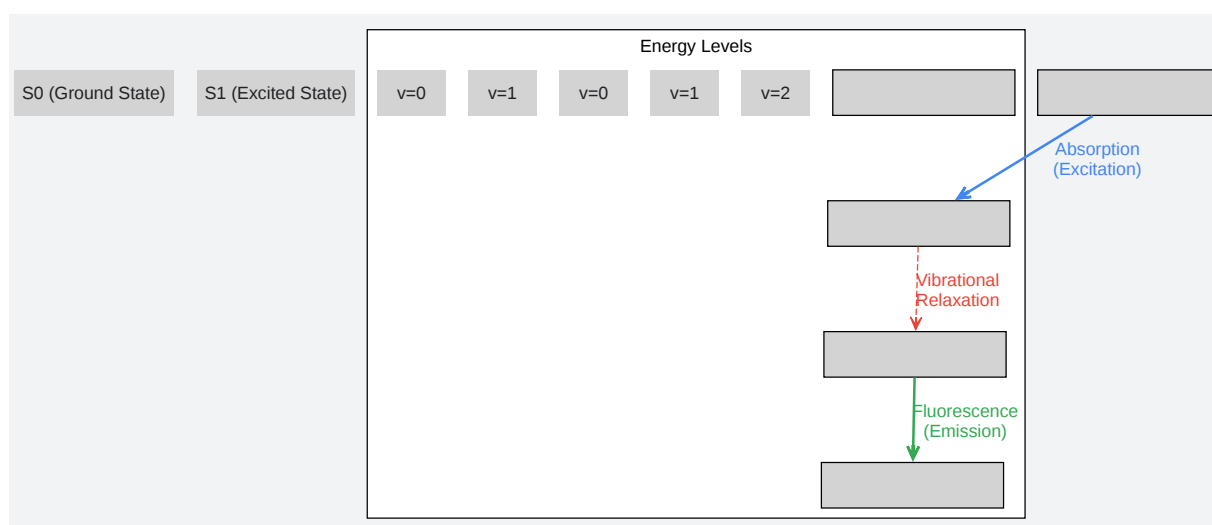 Energy Levels
S0 (Ground State)
S1 (Excited State)
v=0
v=1
v=0
v=1
v=2
Absorption
(Excitation)
Vibrational
Relaxation
Fluorescence
(Emission)